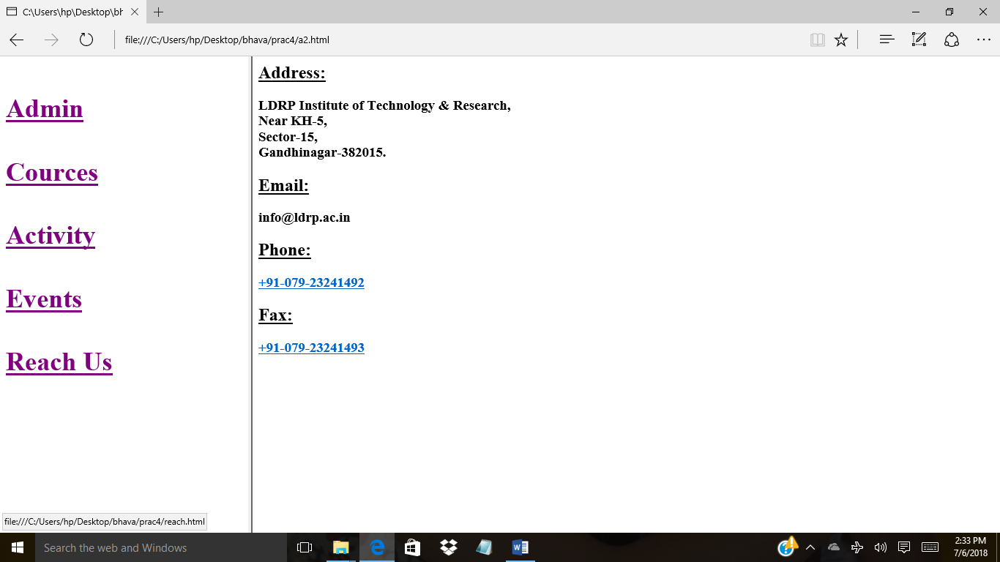 C:\Users\hp\Desktop\bh
file:///C:/Users/hp/Desktop/bhava/prac4/a2.html
Admin
Cources
Activity
Events
Reach Us
Address:
LDRP Institute of Technology & Research,
Near KH-5,
Sector-15,
Gandhinagar-382015.
Email:
info@ldrp.ac.in
Phone:
+91-079-23241492
Fax:
+91-079-23241493
file:///C:/Users/hp/Desktop/bhava/prac4/reach.html
Search the web and Windows
2:33 PM
7/6/2018